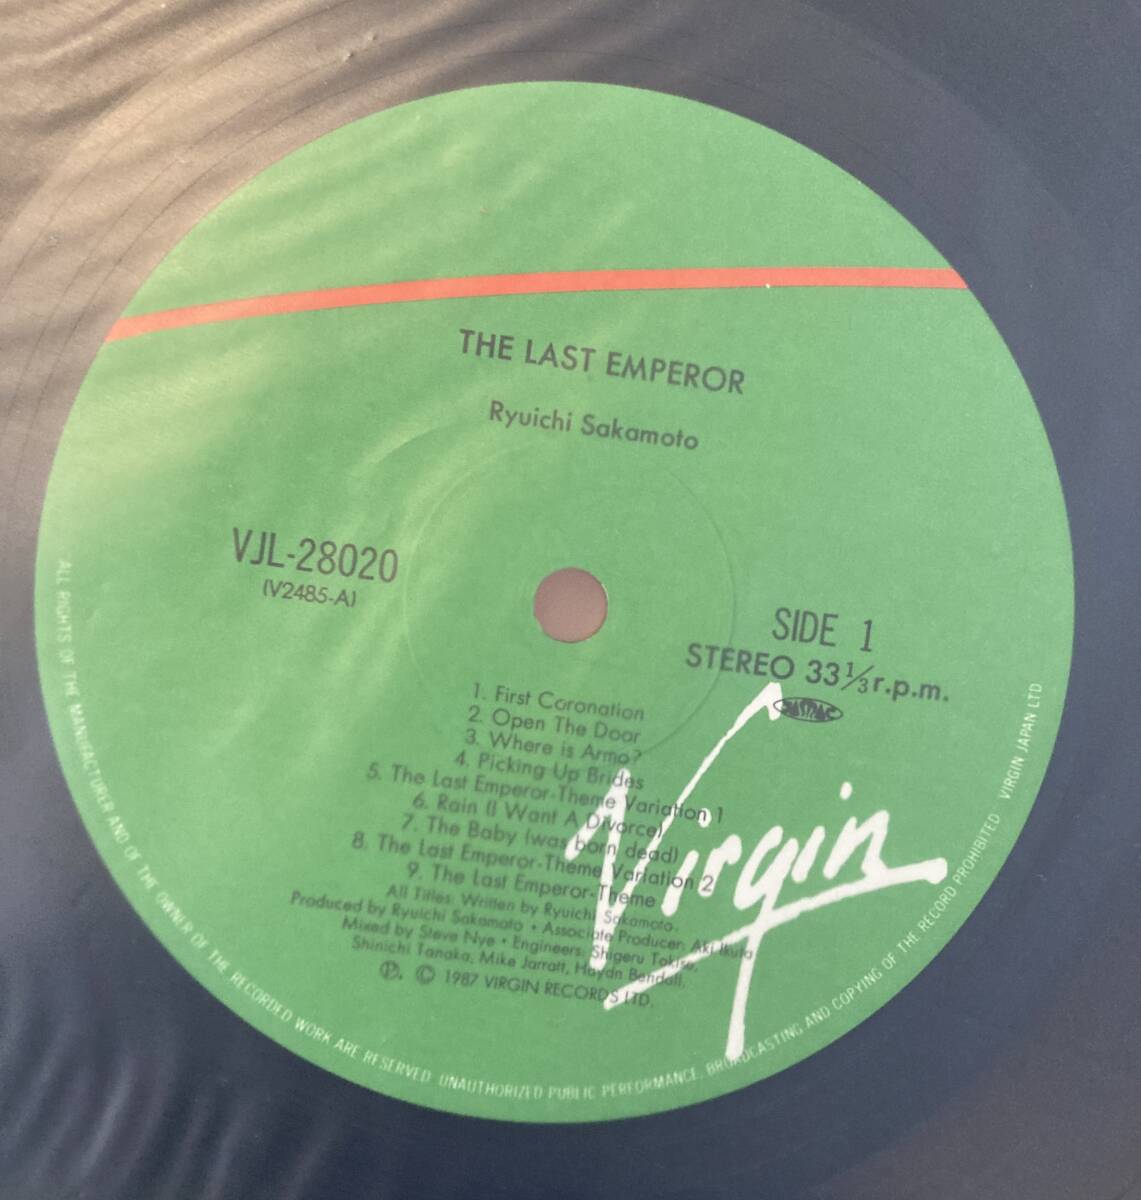 THE LAST EMPEROR
Ryuichi Sakamoto
VJL-28020
(V2485-A)
SIDE 1
STEREO 33 1/3 r.p.m.
JASRAC
1. First Coronation
2. Open The Door
3. Where is Armo?
4. Picking Up Brides
5. The Last Emperor-Theme Variation 1
6. Rain (I Want A Divorce)
7. The Baby (was born dead)
8. The Last Emperor-Theme Variation 2
9. The Last Emperor-Theme
All Titles: Written by Ryuichi Sakamoto.
Produced by Ryuichi Sakamoto • Associate Producer: Aki Ikuta
Mixed by Steve Nye • Engineers: Shigeru Takise,
Shinichi Tanaka, Mike Jarratt, Haydn Bendall.
℗. © 1987 VIRGIN RECORDS LTD.
Virgin
ALL RIGHTS OF THE MANUFACTURER AND OF THE OWNER OF THE RECORDED WORK ARE RESERVED. UNAUTHORIZED PUBLIC PERFORMANCE, BROADCASTING AND COPYING OF THE RECORD PROHIBITED VIRGIN JAPAN LTD